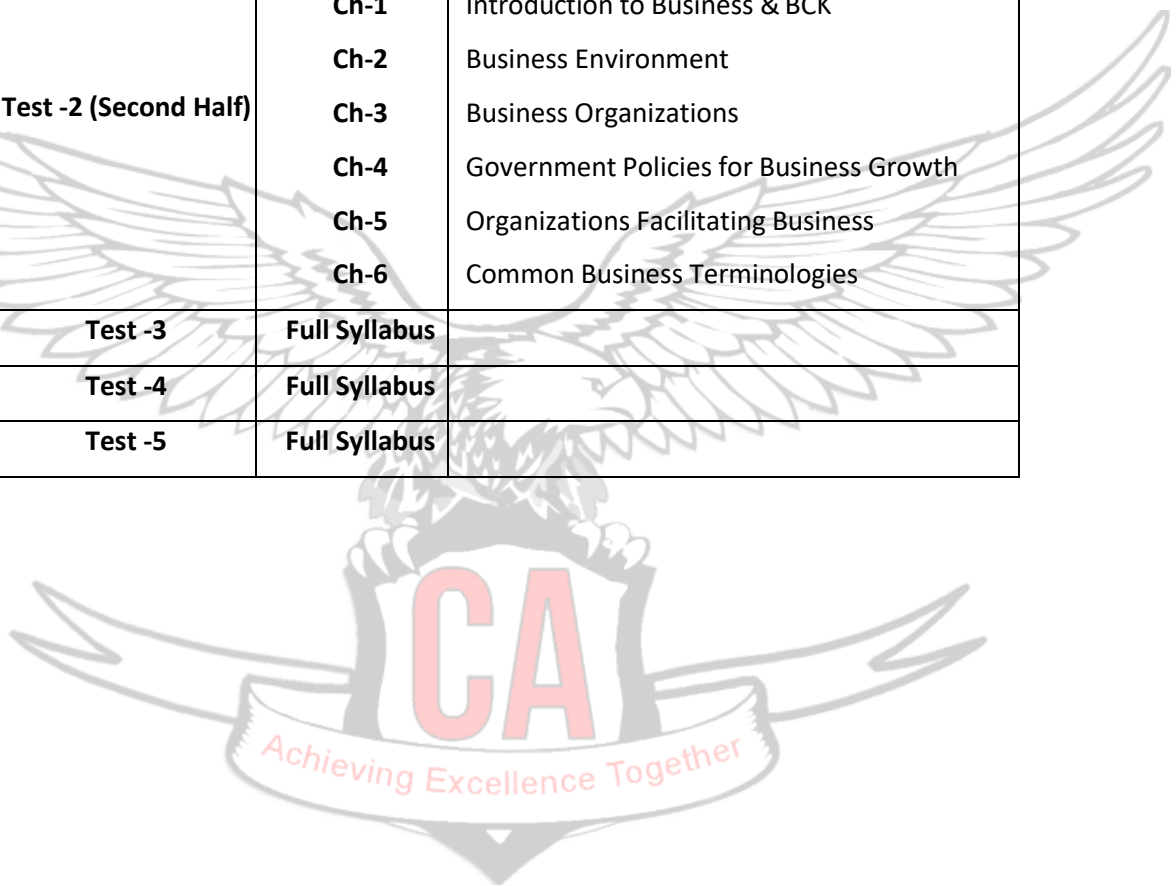 Ch-1 Introduction to Business & BCK
Ch-2 Business Environment
Test -2 (Second Half) Ch-3 Business Organizations
Ch-4 Government Policies for Business Growth
Ch-5 Organizations Facilitating Business
Ch-6 Common Business Terminologies
Test -3 Full Syllabus
Test -4 Full Syllabus
Test -5 Full Syllabus
CA
Achieving Excellence Together